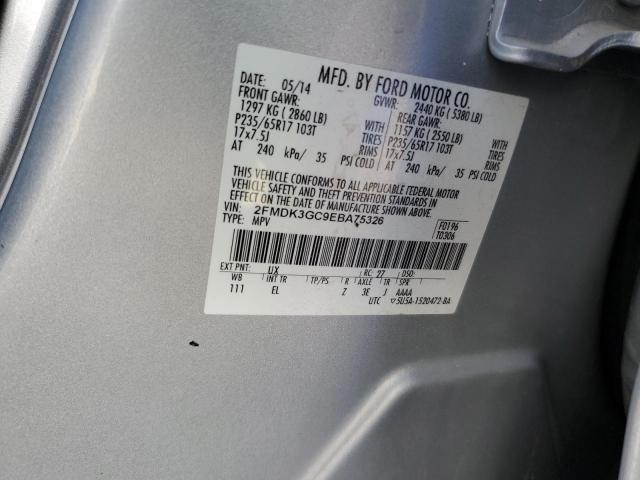 MFD. BY FORD MOTOR CO.
DATE: 05/14 GVWR: 2440 KG ( 5380 LB)
FRONT GAWR: REAR GAWR:
1297 KG ( 2860 LB) WITH 1157 KG ( 2550 LB) WITH
P235/65R17 103T TIRES P235/65R17 103T TIRES
17x7.5J RIMS 17x7.5J RIMS
AT 240 kPa/ 35 PSI COLD AT 240 kPa/ 35 PSI COLD
THIS VEHICLE CONFORMS TO ALL APPLICABLE FEDERAL MOTOR
VEHICLE SAFETY AND THEFT PREVENTION STANDARDS IN
EFFECT ON THE DATE OF MANUFACTURE SHOWN ABOVE.
VIN: 2FMDK3GC9EBA75326 F0196
TYPE: MPV T0306
EXT PNT: UX RC: 27 DSO:
WB INT TR TP/PS R AXLE TR SPR
111 EL Z 3E J AAAA
UTC ▽5U5A-1520472-BA